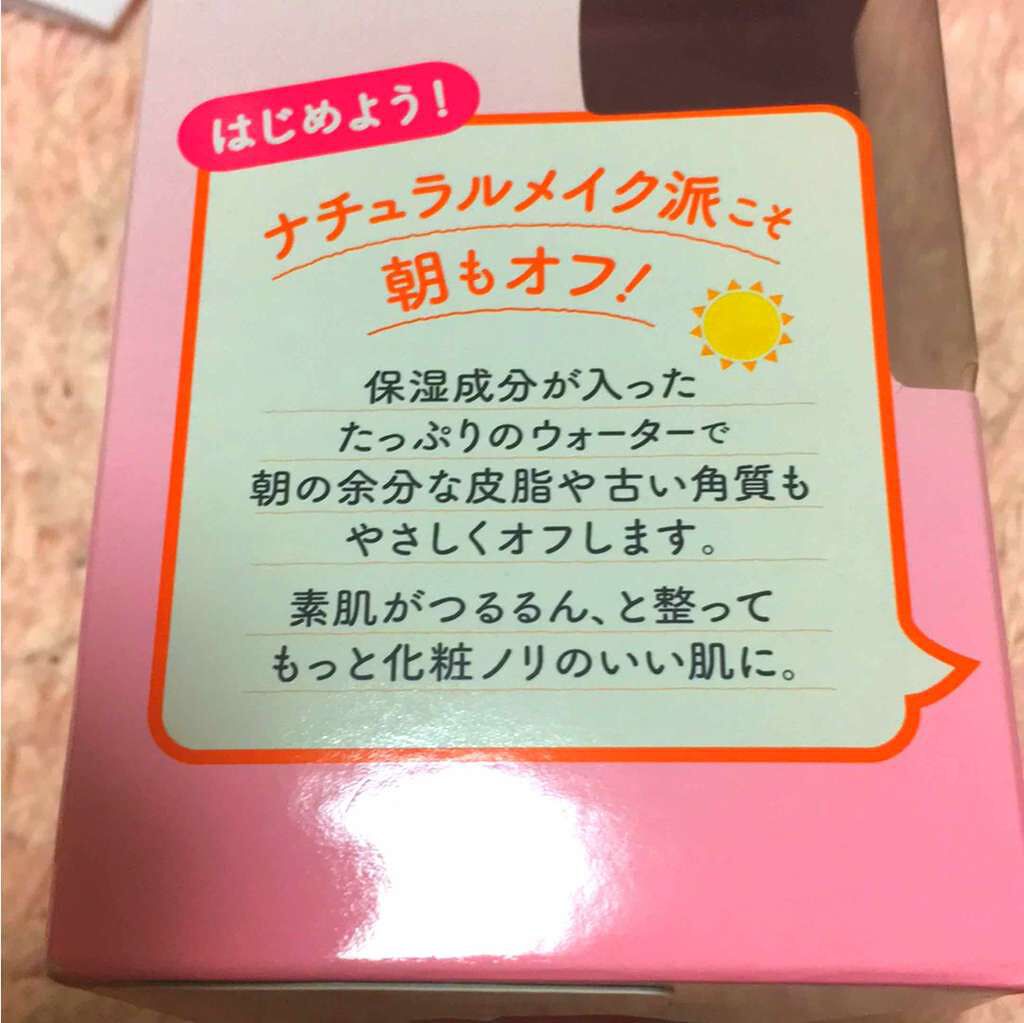 はじめよう!
ナチュラルメイク派こそ
朝もオフ!
保湿成分が入った
たっぷりのウォーターで
朝の余分な皮脂や古い角質も
やさしくオフします。
素肌がつるるん、と整って
もっと化粧ノリのいい肌に。